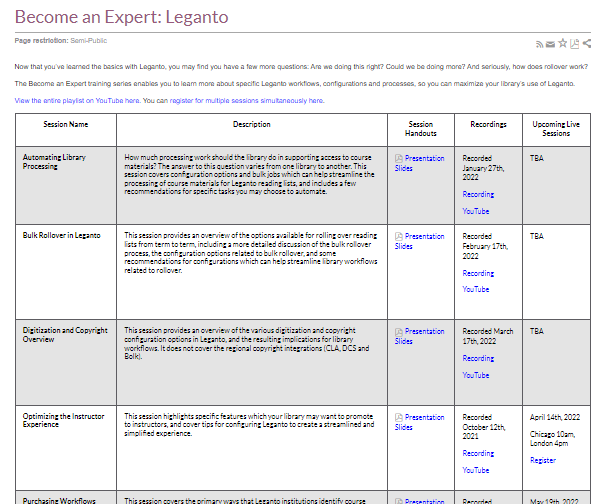 Become an Expert: Leganto
Page restriction: Semi-Public
Now that you've learned the basics with Leganto, you may find you have a few more questions: Are we doing this right? Could we be doing more? And seriously, how does rollover work?
The Become an Expert training series enables you to learn more about specific Leganto workflows, configurations and processes, so you can maximize your library's use of Leganto.
View the entire playlist on YouTube here. You can register for multiple sessions simultaneously here.
Session Name
Description
Session
Handouts
Recordings
Upcoming Live
Sessions
Automating Library
Processing
How much processing work should the library do in supporting access to course
materials? The answer to this question varies from one library to another. This
session covers configuration options and bulk jobs which can help streamline the
processing of course materials for Leganto reading lists, and includes a few
recommendations for specific tasks you may choose to automate.
Presentation
Slides
Recorded
January 27th,
2022
Recording
YouTube
TBA
Bulk Rollover in Leganto
This session provides an overview of the options available for rolling over reading
lists from term to term, including a more detailed discussion of the bulk rollover
process, the configuration options related to bulk rollover, and some
recommendations for configurations which can help streamline library workflows
related to rollover.
Presentation
Slides
Recorded
February 17th,
2022
Recording
YouTube
TBA
Digitization and Copyright
Overview
This session provides an overview of the various digitization and copyright
configuration options in Leganto, and the resulting implications for library
workflows. It does not cover the regional copyright integrations (CLA, DCS and
Bolk).
Presentation
Slides
Recorded March
17th, 2022
Recording
YouTube
TBA
Optimizing the Instructor
Experience
This session highlights specific features which your library may want to promote
to instructors, and cover tips for configuring Leganto to create a streamlined and
simplified experience.
Presentation
Slides
Recorded
October 12th,
2021
Recording
YouTube
April 14th, 2022
Chicago 10am,
London 4pm
Register
Purchasing Workflows
This session covers the primary ways that Leganto institutions identify course
Presentation
Recorded
May 19th, 2022